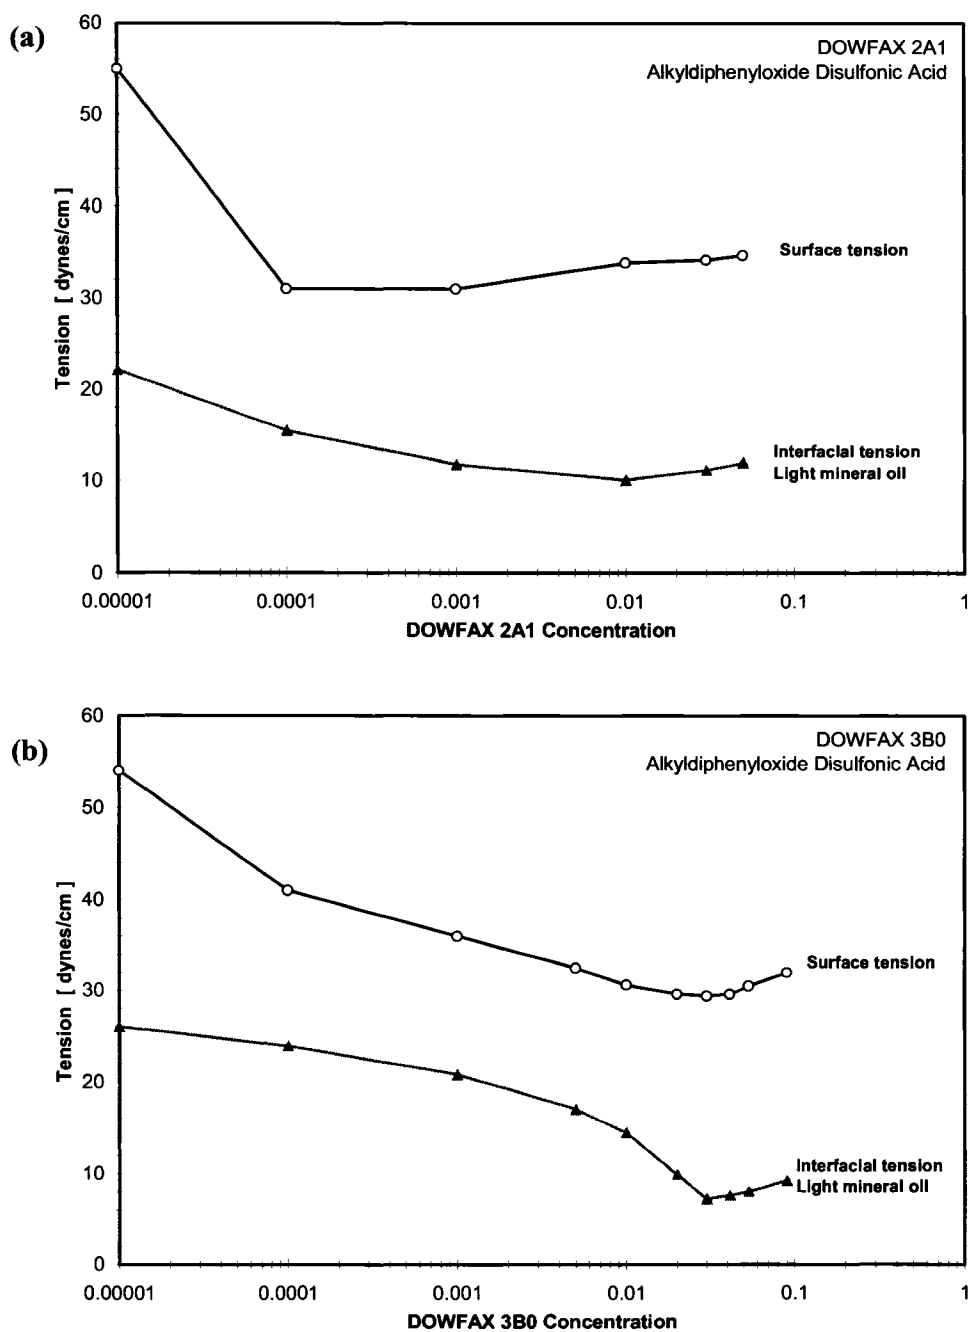 (a)
DOWFAX 2A1
Alkyldiphenyloxide Disulfonic Acid
60
50
40
30
20
10
0
Tension [ dynes/cm ]
Surface tension
Interfacial tension
Light mineral oil
0.00001 0.0001 0.001 0.01 0.1 1
DOWFAX 2A1 Concentration
(b)
DOWFAX 3B0
Alkyldiphenyloxide Disulfonic Acid
60
50
40
30
20
10
0
Tension [ dynes/cm ]
Surface tension
Interfacial tension
Light mineral oil
0.00001 0.0001 0.001 0.01 0.1 1
DOWFAX 3B0 Concentration